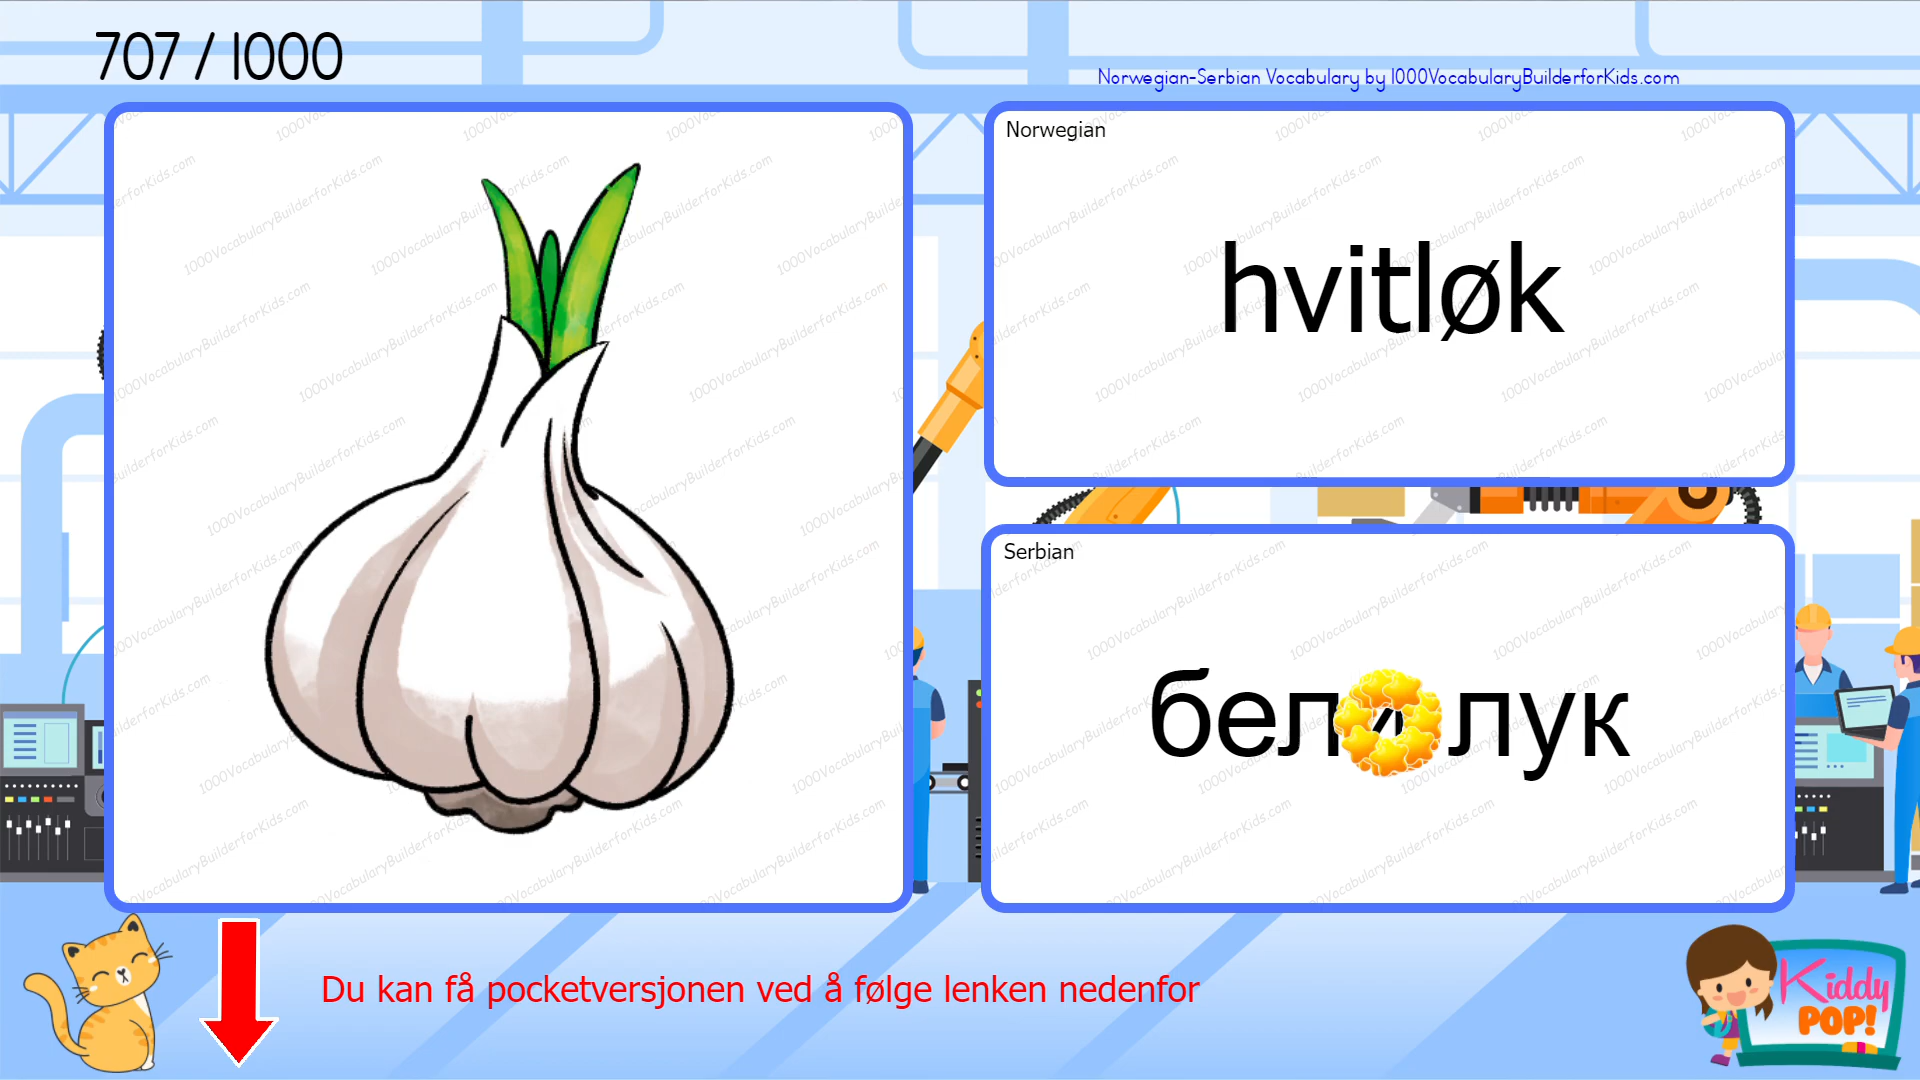 707 / 1000
Norwegian-Serbian Vocabulary by 1000VocabularyBuilderforKids.com
Norwegian
hvitløk
Serbian
бели лук
Du kan få pocketversjonen ved å følge lenken nedenfor
Kiddy
POP!